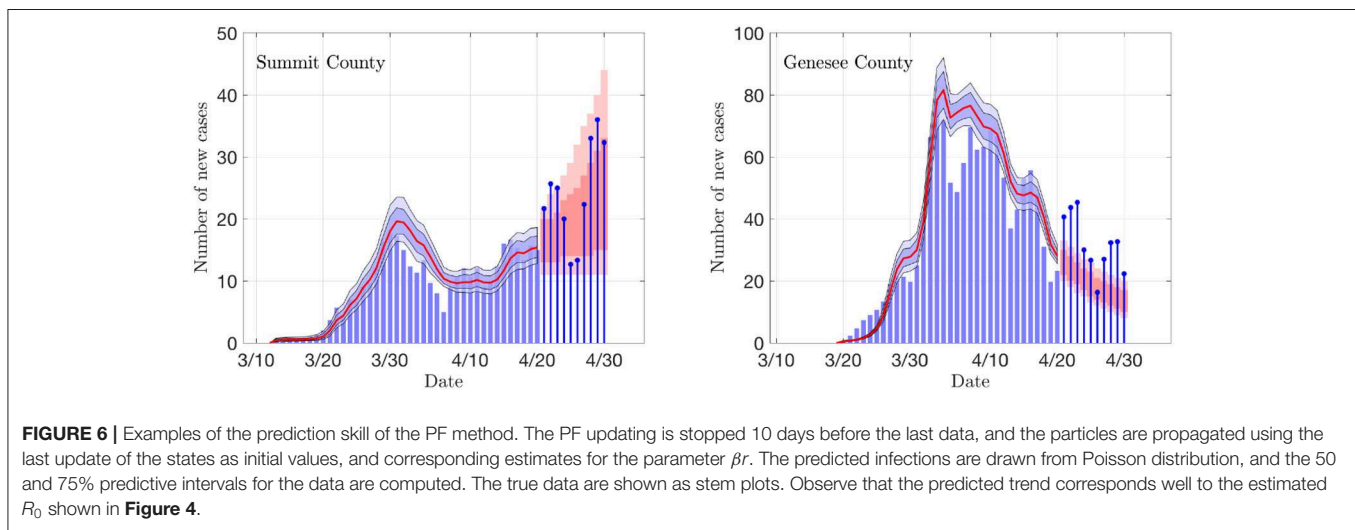 50
40
30
20
10
0
Number of new cases
Summit County
3/10 3/20 3/30 4/10 4/20 4/30
Date
100
80
60
40
20
0
Number of new cases
Genesee County
3/10 3/20 3/30 4/10 4/20 4/30
Date
FIGURE 6 | Examples of the prediction skill of the PF method. The PF updating is stopped 10 days before the last data, and the particles are propagated using the
last update of the states as initial values, and corresponding estimates for the parameter βr. The predicted infections are drawn from Poisson distribution, and the 50
and 75% predictive intervals for the data are computed. The true data are shown as stem plots. Observe that the predicted trend corresponds well to the estimated
R₀ shown in Figure 4.